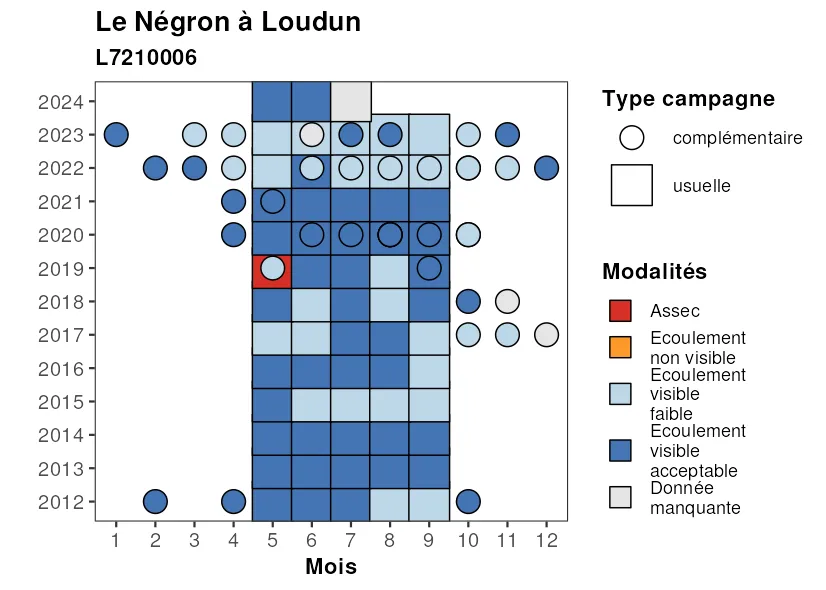 Le Négron à Loudun
L7210006
2024
2023
2022
2021
2020
2019
2018
2017
2016
2015
2014
2013
2012
1 2 3 4 5 6 7 8 9 10 11 12
Mois
Type campagne
complémentaire
usuelle
Modalités
Assec
Ecoulement
non visible
Ecoulement
visible
faible
Ecoulement
visible
acceptable
Donnée
manquante